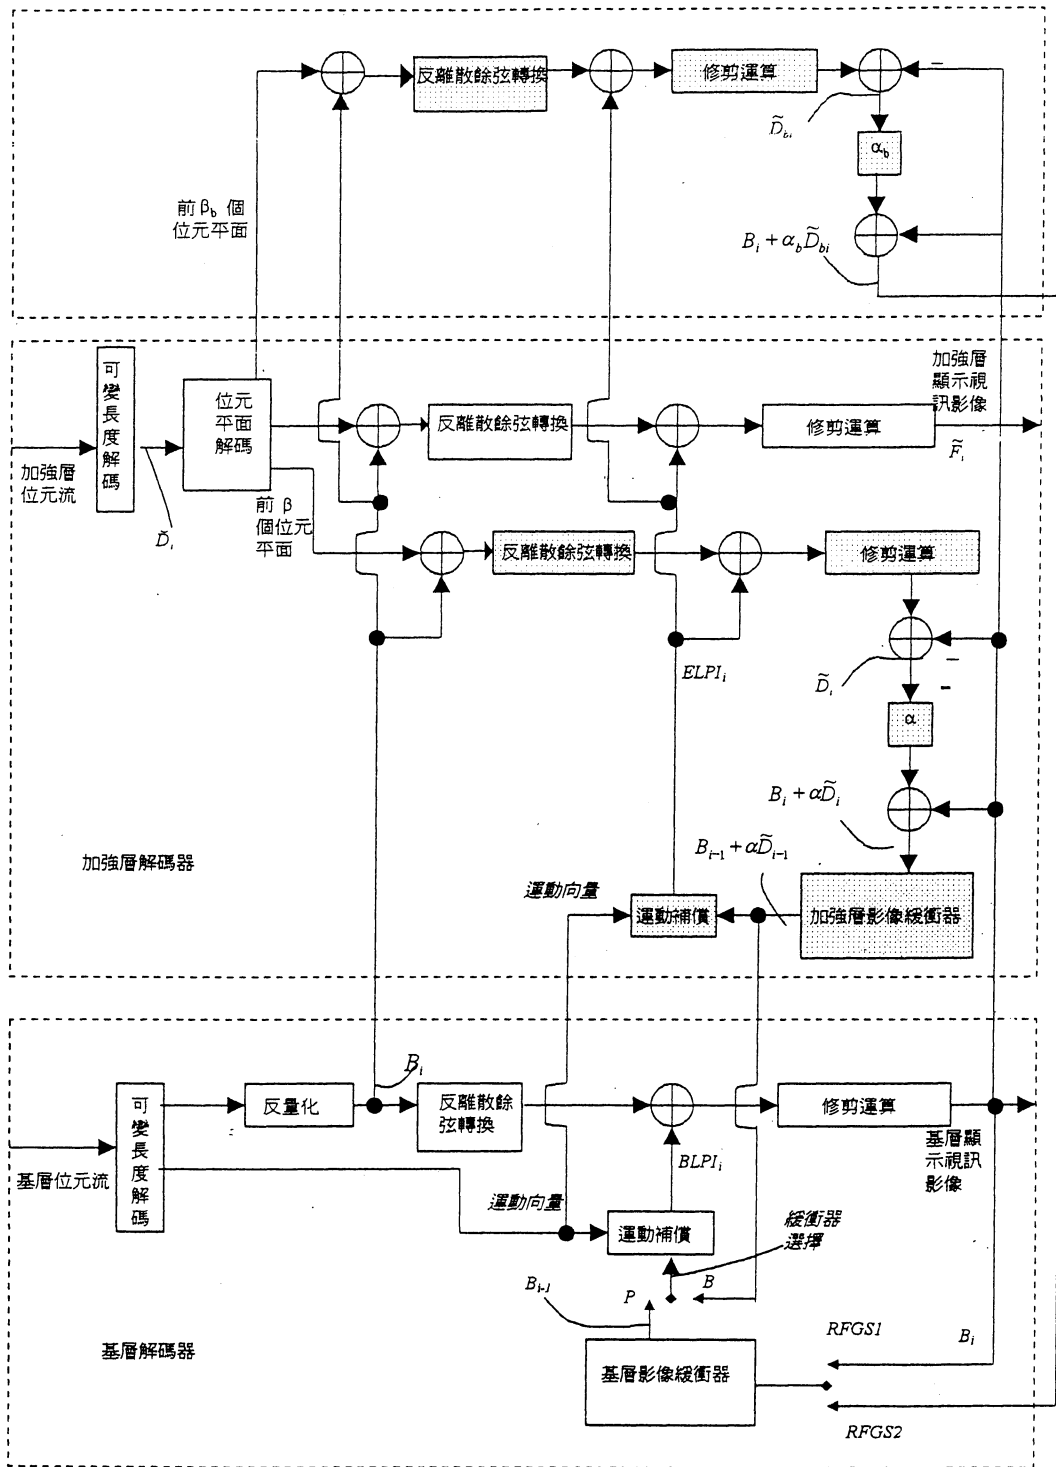 反離散餘弦轉換
修剪運算
−
D̃bi
αb
前 βb 個
位元平面
Bi + αbD̃bi
可變長度解碼
位元
平面
解碼
反離散餘弦轉換
修剪運算
加強層
顯示視
訊影像
F̃i
加強層
位元流
D̃i
前 β
個位元
平面
反離散餘弦轉換
修剪運算
−
ELPIi
D̃i
−
α
Bi + αD̃i
Bi−1 + αD̃i−1
加強層解碼器
運動向量
運動補償
加強層影像緩衝器
Bi
可變長度解碼
反量化
反離散餘
弦轉換
修剪運算
基層位元流
BLPIi
基層顯
示視訊
影像
運動向量
運動補償
緩衝器
選擇
Bi-1
P
B
RFGS1
Bi
基層解碼器
基層影像緩衝器
RFGS2